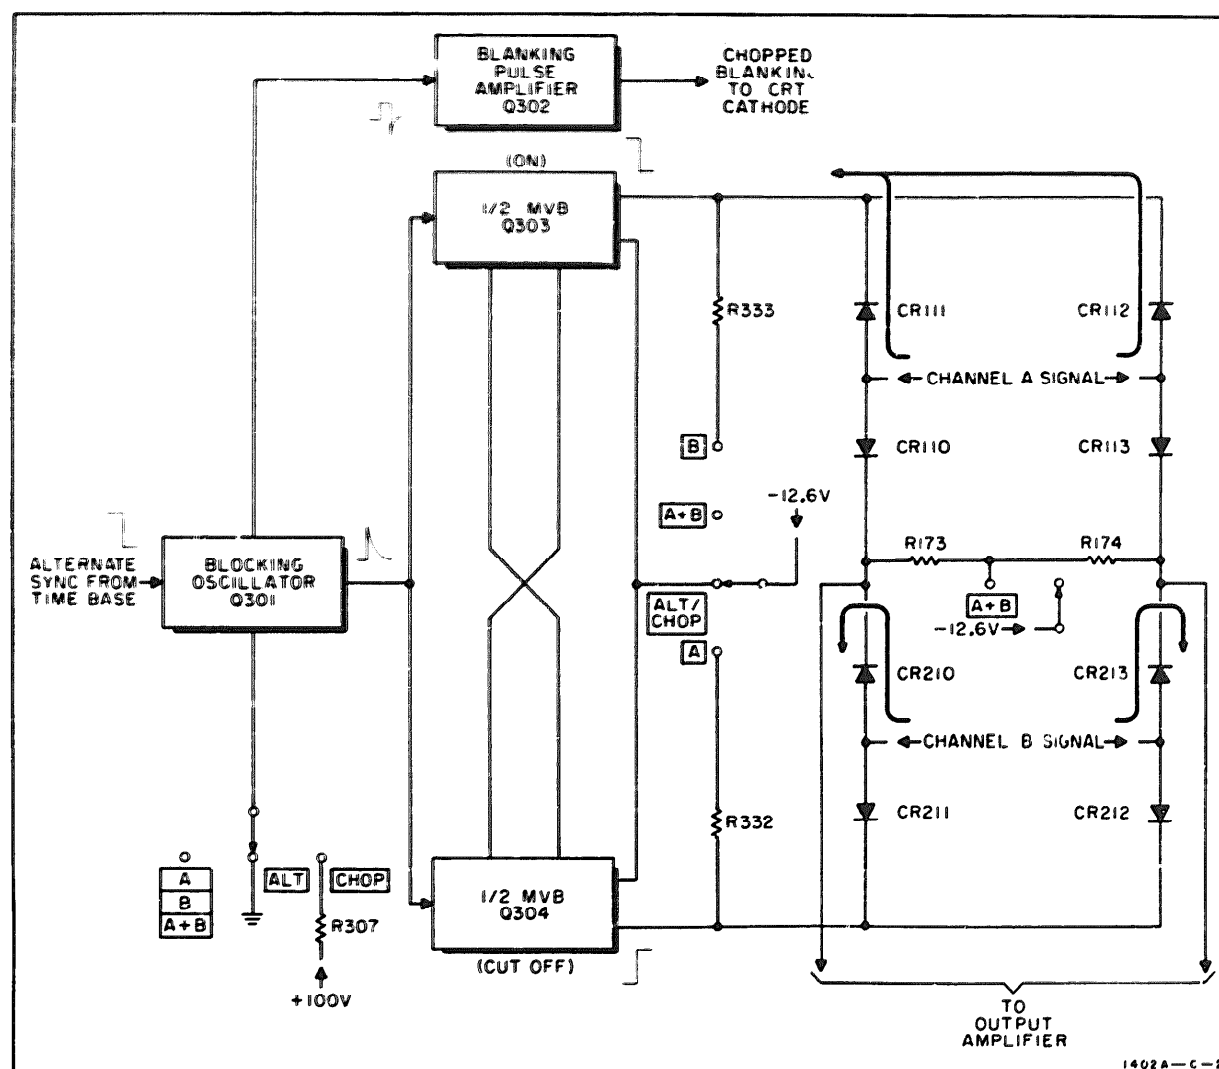 BLANKING
PULSE
AMPLIFIER
Q302
CHOPPED
BLANKING
TO CRT
CATHODE
(ON)
1/2 MVB
Q303
R333
CR111
CR112
CHANNEL A SIGNAL
B
CR110
CR113
A+B
-12.6V
ALTERNATE
SYNC FROM
TIME BASE
BLOCKING
OSCILLATOR
Q301
R173
R174
ALT/
CHOP
A+B
-12.6V
A
CR210
CR213
CHANNEL B SIGNAL
R332
CR211
CR212
A
B
A+B
ALT
CHOP
R307
+100V
1/2 MVB
Q304
(CUT OFF)
TO
OUTPUT
AMPLIFIER